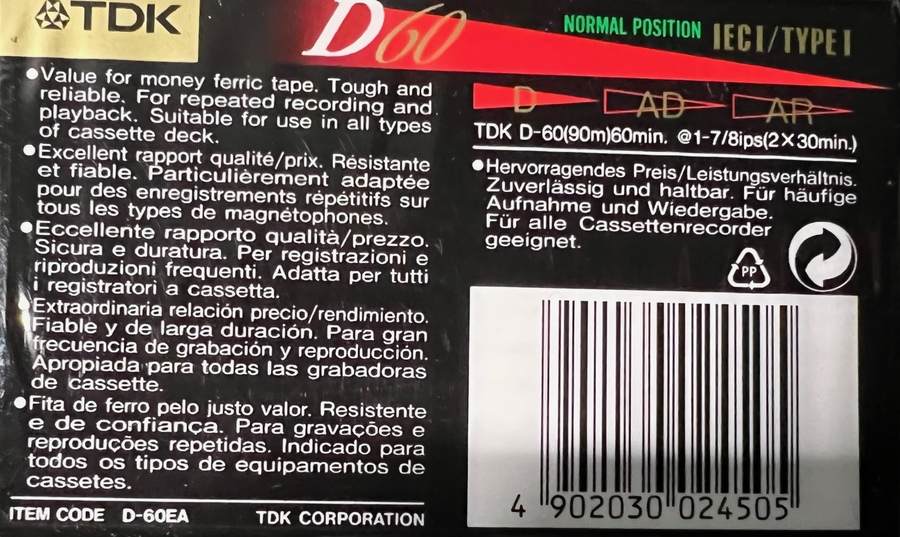 TDK
D60
NORMAL POSITION IECI/TYPE I
●Value for money ferric tape. Tough and
reliable. For repeated recording and
playback. Suitable for use in all types
of cassette deck.
●Excellent rapport qualité/prix. Résistante
et fiable. Particulièrement adaptée
pour des enregistrements répétitifs sur
tous les types de magnétophones.
●Eccellente rapporto qualità/prezzo.
Sicura e duratura. Per registrazioni e
riproduzioni frequenti. Adatta per tutti
i registratori a cassetta.
●Extraordinaria relación precio/rendimiento.
Fiable y de larga duración. Para gran
frecuencia de grabación y reproducción.
Apropiada para todas las grabadoras
de cassette.
●Fita de ferro pelo justo valor. Resistente
e de confiança. Para gravações e
reproduções repetidas. Indicado para
todos os tipos de equipamentos de
cassetes.
ITEM CODE D-60EA TDK CORPORATION
D AD AR
TDK D-60(90m)60min. @1-7/8ips(2×30min.)
●Hervorragendes Preis/Leistungsverhältnis.
Zuverlässig und haltbar. Für häufige
Aufnahme und Wiedergabe.
Für alle Cassettenrecorder
geeignet.
PP
4 902030 024505